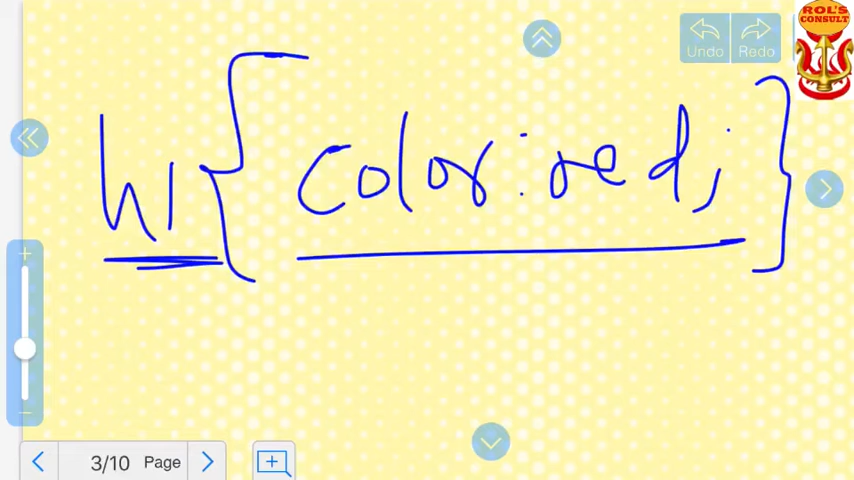 ROL'S
CONSULT
Undo Redo
h1{ color:red;}
3/10 Page